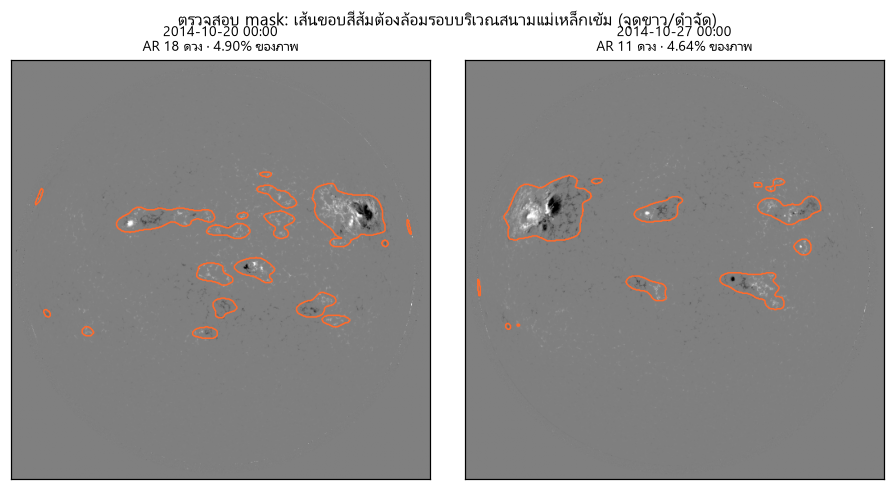 ตรวจสอบ mask: เส้นขอบสีส้มต้องล้อมรอบบริเวณสนามแม่เหล็กเข้ม (จุดขาว/ดำจัด)
2014-10-20 00:00
AR 18 ดวง · 4.90% ของภาพ
2014-10-27 00:00
AR 11 ดวง · 4.64% ของภาพ